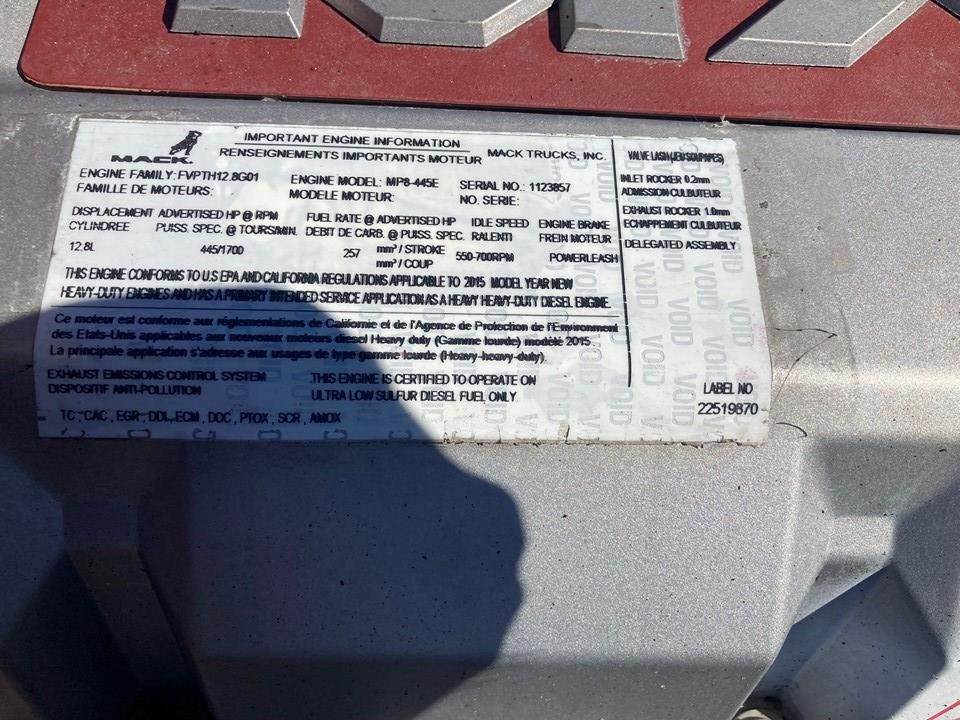 MACK.
IMPORTANT ENGINE INFORMATION
RENSEIGNEMENTS IMPORTANTS MOTEUR
MACK TRUCKS, INC.
ENGINE FAMILY: FVPTH12.8G01
FAMILLE DE MOTEURS:
ENGINE MODEL: MP8-445E
MODELE MOTEUR:
SERIAL NO.: 1123857
NO. SERIE:
DISPLACEMENT ADVERTISED HP @ RPM FUEL RATE @ ADVERTISED HP IDLE SPEED ENGINE BRAKE
CYLINDREE PUISS. SPEC. @ TOURS/MIN. DEBIT DE CARB. @ PUISS. SPEC. RALENTI FREIN MOTEUR
12.8L 445/1700 257 mm³ / STROKE 550-700RPM POWERLEASH
mm³ / COUP
THIS ENGINE CONFORMS TO U.S EPA AND CALIFORNIA REGULATIONS APPLICABLE TO 2015 MODEL YEAR NEW
HEAVY-DUTY ENGINES AND HAS A PRIMARY INTENDED SERVICE APPLICATION AS A HEAVY HEAVY-DUTY DIESEL ENGINE.
Ce moteur est conforme aux réglementations de Californie et de l'Agence de Protection de l'Environment
des Etats-Unis applicables aux nouveaux moteurs diesel Heavy duty (Gamme lourde) modèle 2015.
La principale application s'adresse aux usages de type gamme lourde (Heavy-heavy-duty).
EXHAUST EMISSIONS CONTROL SYSTEM
DISPOSITIF ANTI-POLLUTION
THIS ENGINE IS CERTIFIED TO OPERATE ON
ULTRA LOW SULFUR DIESEL FUEL ONLY
TC , CAC , EGR , DDI , ECM , DDC , PTOX , SCR , AMOX
VALVE LASH (JEU SOUPAPES)
INLET ROCKER 0.2mm
ADMISSION CULBUTEUR
EXHAUST ROCKER 1.0mm
ECHAPPEMENT CULBUTEUR
DELEGATED ASSEMBLY
LABEL NO
22519870
VOID VOID VOID